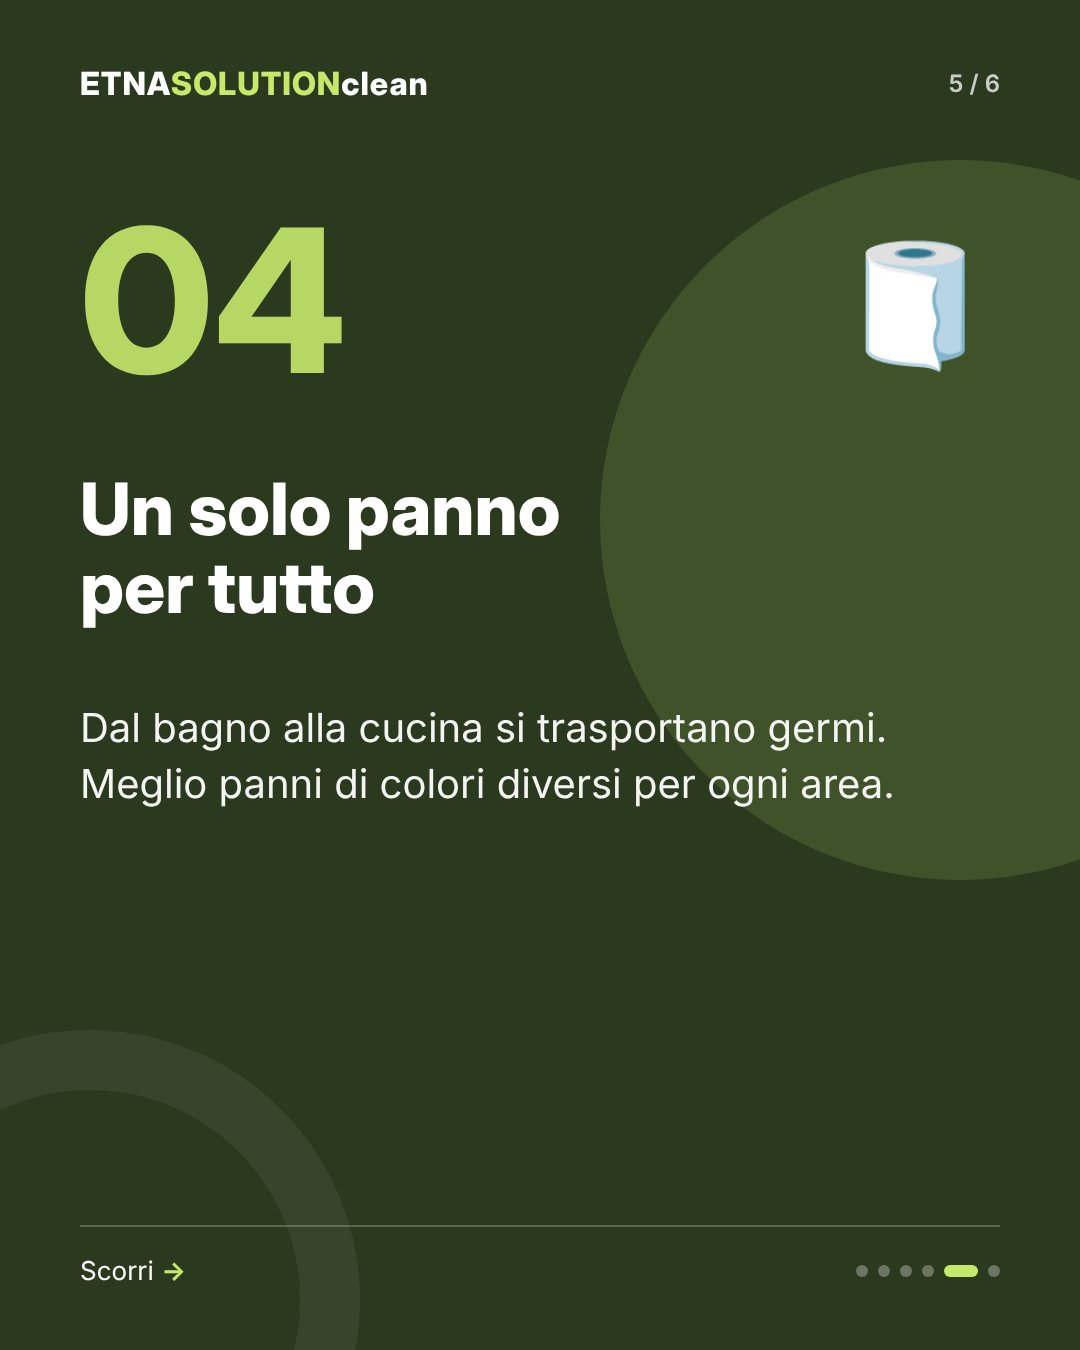 ETNASOLUTIONclean
5 / 6
04
Un solo panno
per tutto
Dal bagno alla cucina si trasportano germi.
Meglio panni di colori diversi per ogni area.
Scorri →